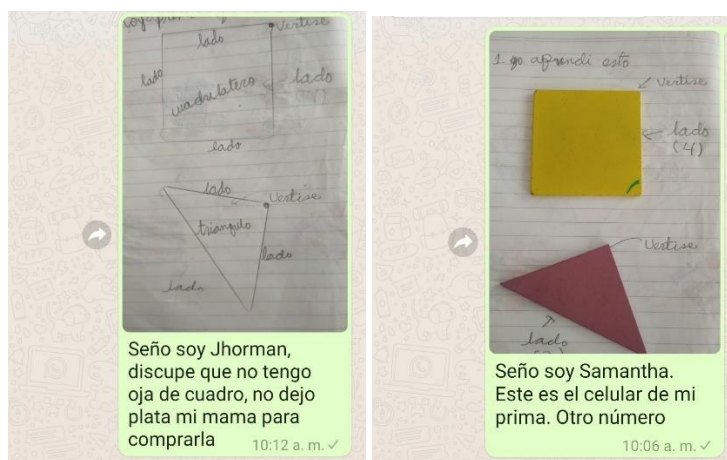 lado
Vertise
lado
cuadrilatero
lado
lado
lado
Vertise
triangulo
lado
lado
Seño soy Jhorman,
discupe que no tengo
oja de cuadro, no dejo
plata mi mama para
comprarla
10:12 a. m.
1. yo aprendi esto
Vertise
lado
(4)
Vertise
lado
Seño soy Samantha.
Este es el celular de mi
prima. Otro número
10:06 a. m.